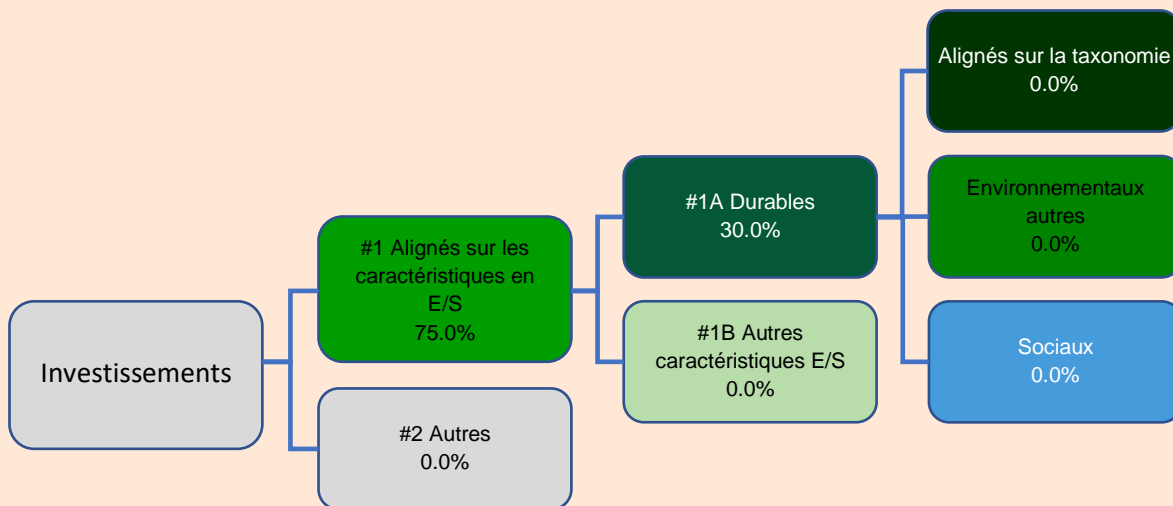 Investissements
#1 Alignés sur les
caractéristiques en
E/S
75.0%
#2 Autres
0.0%
#1A Durables
30.0%
#1B Autres
caractéristiques E/S
0.0%
Alignés sur la taxonomie
0.0%
Environnementaux
autres
0.0%
Sociaux
0.0%